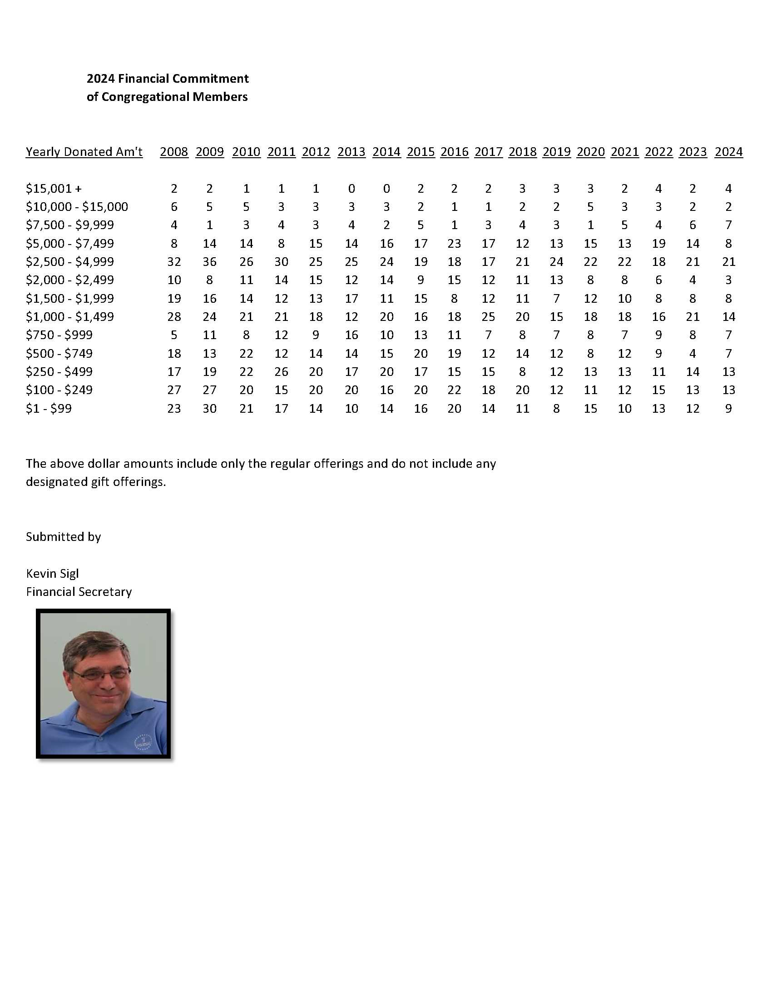 2024 Financial Commitment
of Congregational Members
Yearly Donated Am't 2008 2009 2010 2011 2012 2013 2014 2015 2016 2017 2018 2019 2020 2021 2022 2023 2024
$15,001 + 2 2 1 1 1 0 0 2 2 2 3 3 3 2 4 2 4
$10,000 - $15,000 6 5 5 3 3 3 3 2 1 1 2 2 5 3 3 2 2
$7,500 - $9,999 4 1 3 4 3 4 2 5 1 3 4 3 1 5 4 6 7
$5,000 - $7,499 8 14 14 8 15 14 16 17 23 17 12 13 15 13 19 14 8
$2,500 - $4,999 32 36 26 30 25 25 24 19 18 17 21 24 22 22 18 21 21
$2,000 - $2,499 10 8 11 14 15 12 14 9 15 12 11 13 8 8 6 4 3
$1,500 - $1,999 19 16 14 12 13 17 11 15 8 12 11 7 12 10 8 8 8
$1,000 - $1,499 28 24 21 21 18 12 20 16 18 25 20 15 18 18 16 21 14
$750 - $999 5 11 8 12 9 16 10 13 11 7 8 7 8 7 9 8 7
$500 - $749 18 13 22 12 14 14 15 20 19 12 14 12 8 12 9 4 7
$250 - $499 17 19 22 26 20 17 20 17 15 15 8 12 13 13 11 14 13
$100 - $249 27 27 20 15 20 20 16 20 22 18 20 12 11 12 15 13 13
$1 - $99 23 30 21 17 14 10 14 16 20 14 11 8 15 10 13 12 9
The above dollar amounts include only the regular offerings and do not include any
designated gift offerings.
Submitted by
Kevin Sigl
Financial Secretary